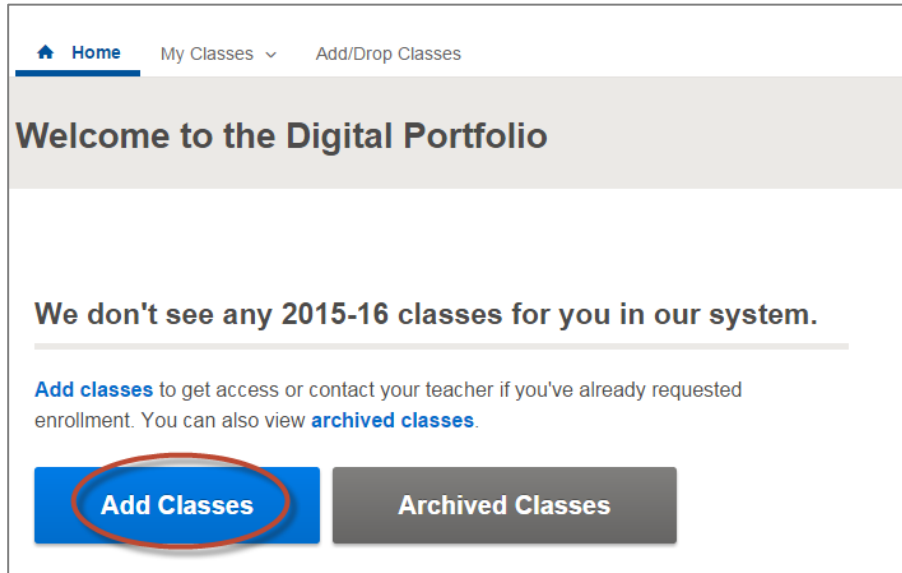 Home My Classes Add/Drop Classes
Welcome to the Digital Portfolio
We don't see any 2015-16 classes for you in our system.
Add classes to get access or contact your teacher if you've already requested
enrollment. You can also view archived classes.
Add Classes Archived Classes